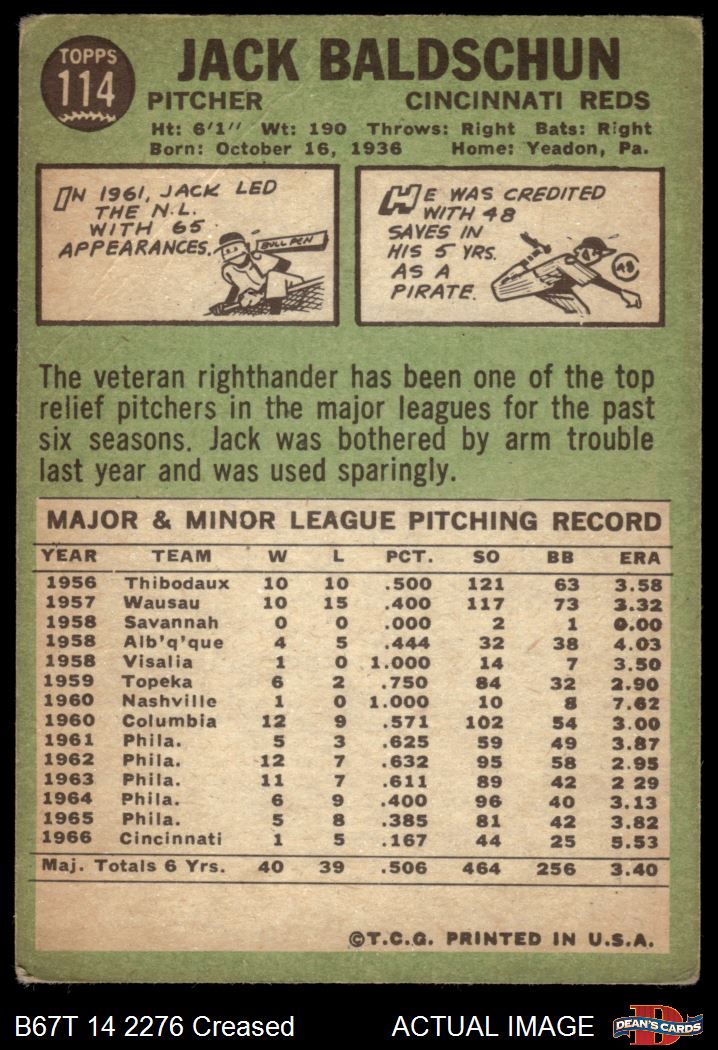 TOPPS
114
JACK BALDSCHUN
PITCHER CINCINNATI REDS
Ht: 6'1" Wt: 190 Throws: Right Bats: Right
Born: October 16, 1936 Home: Yeadon, Pa.
IN 1961, JACK LED
THE N.L.
WITH 65
APPEARANCES.
BULL PEN
HE WAS CREDITED
WITH 48
SAVES IN
HIS 5 YRS.
AS A
PIRATE.
48
The veteran righthander has been one of the top
relief pitchers in the major leagues for the past
six seasons. Jack was bothered by arm trouble
last year and was used sparingly.
MAJOR & MINOR LEAGUE PITCHING RECORD
YEAR TEAM W L PCT. SO BB ERA
1956 Thibodaux 10 10 .500 121 63 3.58
1957 Wausau 10 15 .400 117 73 3.32
1958 Savannah 0 0 .000 2 1 0.00
1958 Alb'q'que 4 5 .444 32 38 4.03
1958 Visalia 1 0 1.000 14 7 3.50
1959 Topeka 6 2 .750 84 32 2.90
1960 Nashville 1 0 1.000 10 8 7.62
1960 Columbia 12 9 .571 102 54 3.00
1961 Phila. 5 3 .625 59 49 3.87
1962 Phila. 12 7 .632 95 58 2.95
1963 Phila. 11 7 .611 89 42 2 29
1964 Phila. 6 9 .400 96 40 3.13
1965 Phila. 5 8 .385 81 42 3.82
1966 Cincinnati 1 5 .167 44 25 5.53
Maj. Totals 6 Yrs. 40 39 .506 464 256 3.40
©T.C.G. PRINTED IN U.S.A.
B67T 14 2276 Creased ACTUAL IMAGE
D
DEAN'S CARDS